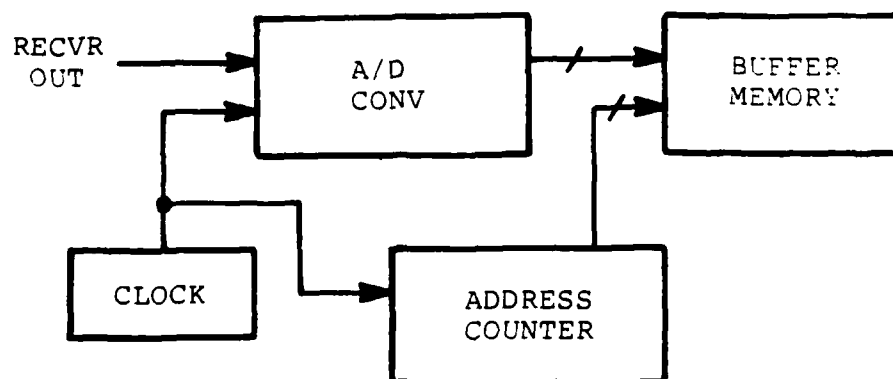 RECVR
OUT
A/D
CONV
BUFFER
MEMORY
CLOCK
ADDRESS
COUNTER